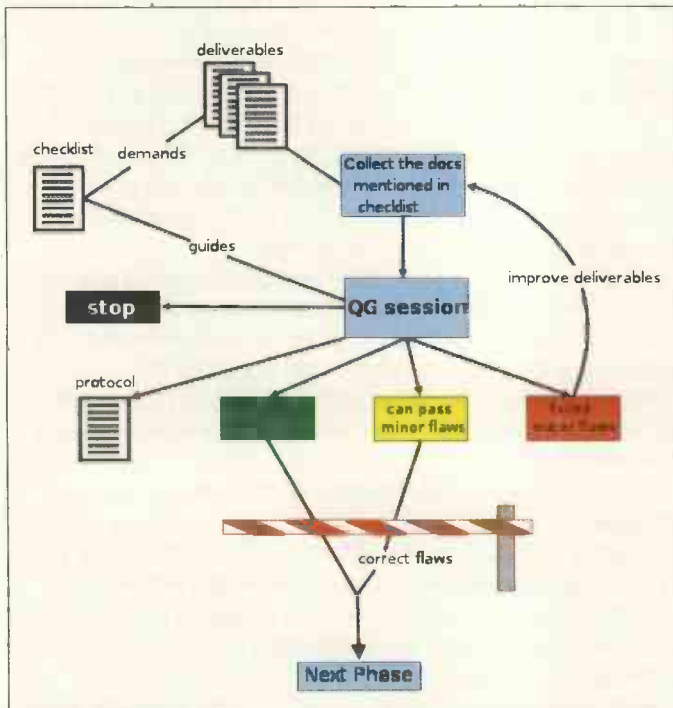 deliverables
checklist
demands
Collect the docs
mentioned in
checklist
guides
improve deliverables
stop
QG session
protocol
can pass
minor flaws
correct flaws
Next Phase